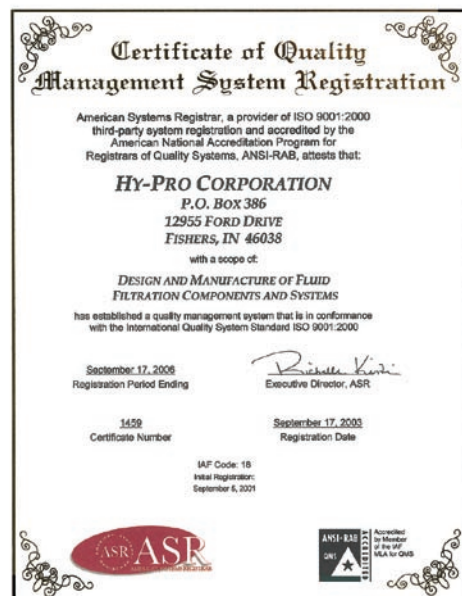 Certificate of Quality
Management System Registration
American Systems Registrar, a provider of ISO 9001:2000
third-party system registration and accredited by the
American National Accreditation Program for
Registrars of Quality Systems, ANSI-RAB, attests that:
HY-PRO CORPORATION
P.O. BOX 386
12955 FORD DRIVE
FISHERS, IN 46038
with a scope of:
DESIGN AND MANUFACTURE OF FLUID
FILTRATION COMPONENTS AND SYSTEMS
has established a quality management system that is in conformance
with the International Quality System Standard ISO 9001:2000
September 17, 2006
Registration Period Ending
Executive Director, ASR
1459
Certificate Number
September 17, 2003
Registration Date
IAF Code: 18
Initial Registration:
September 5, 2001
ASR ASR
ANSI-RAB
QMS
ACCREDITED
Accredited
by Member
of the IAF
MLA for QMS